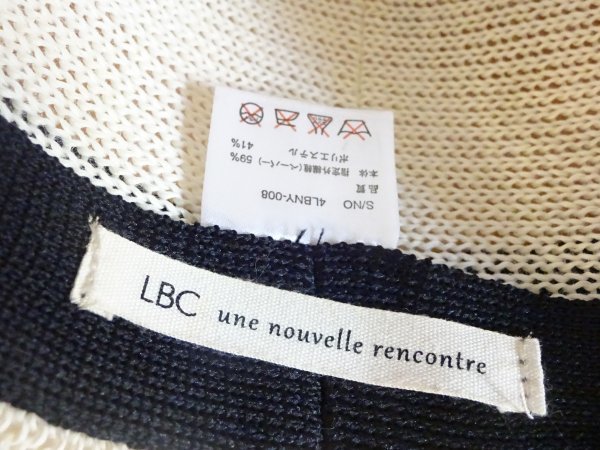 S/NO 4LBNY-008
品質
本体 指定外繊維(ペーパー) 59%
ポリエステル 41%
LBC une nouvelle rencontre